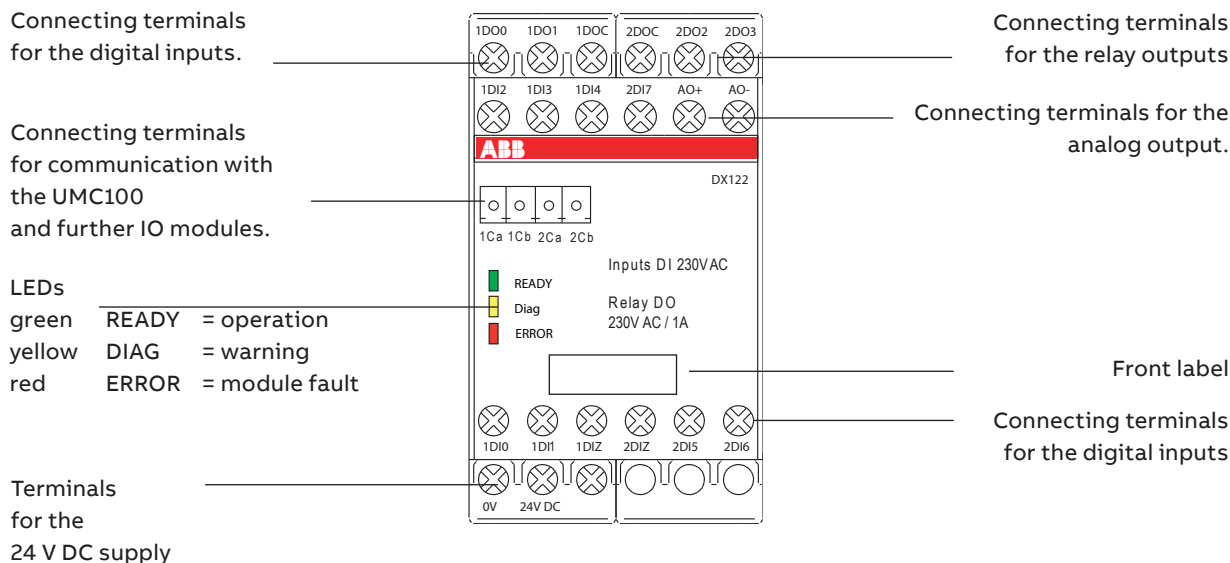 Connecting terminals
for the digital inputs.
Connecting terminals
for communication with
the UMC100
and further IO modules.
LEDs
green READY = operation
yellow DIAG = warning
red ERROR = module fault
Terminals
for the
24 V DC supply
1DO0 1DO1 1DOC 2DOC 2DO2 2DO3
1DI2 1DI3 1DI4 2DI7 AO+ AO-
ABB
DX122
1Ca 1Cb 2Ca 2Cb
Inputs DI 230VAC
READY
Diag
ERROR
Relay DO
230V AC / 1A
1DI0 1DI1 1DIZ 2DIZ 2DI5 2DI6
0V 24V DC
Connecting terminals
for the relay outputs
Connecting terminals for the
analog output.
Front label
Connecting terminals
for the digital inputs